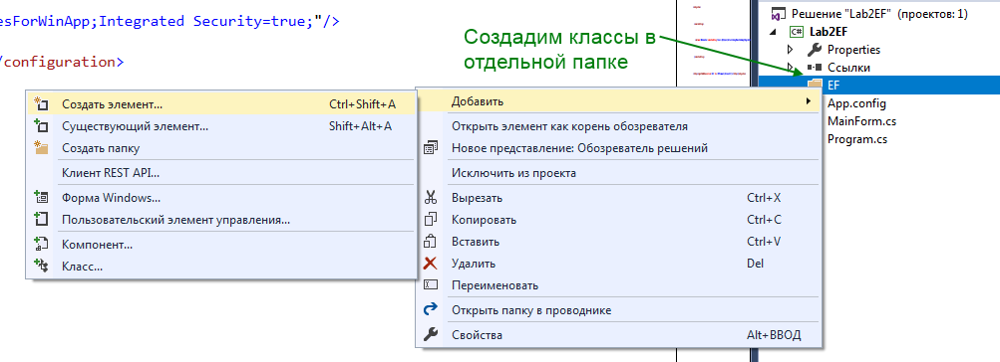 esForWinApp;Integrated Security=true;"/>
/configuration>
Создадим классы в
отдельной папке
Решение "Lab2EF" (проектов: 1)
C# Lab2EF
Properties
Ссылки
EF
App.config
MainForm.cs
Program.cs
Создать элемент... Ctrl+Shift+A
Существующий элемент... Shift+Alt+A
Создать папку
Клиент REST API...
Форма Windows...
Пользовательский элемент управления...
Компонент...
Класс...
Добавить
Открыть элемент как корень обозревателя
Новое представление: Обозреватель решений
Исключить из проекта
Вырезать Ctrl+X
Копировать Ctrl+C
Вставить Ctrl+V
Удалить Del
Переименовать
Открыть папку в проводнике
Свойства Alt+ВВОД